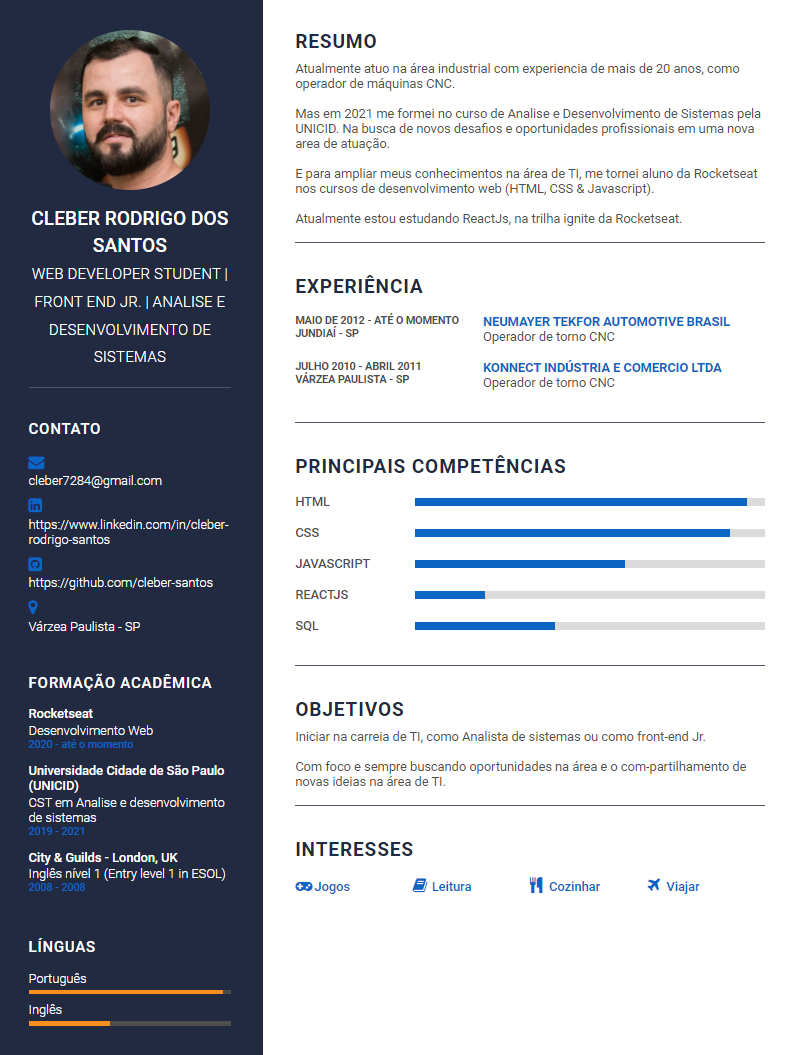 CLEBER RODRIGO DOS
SANTOS
WEB DEVELOPER STUDENT |
FRONT END JR. | ANALISE E
DESENVOLVIMENTO DE
SISTEMAS
CONTATO
cleber7284@gmail.com
https://www.linkedin.com/in/cleber-
rodrigo-santos
https://github.com/cleber-santos
Várzea Paulista - SP
FORMAÇÃO ACADÊMICA
Rocketseat
Desenvolvimento Web
2020 - até o momento
Universidade Cidade de São Paulo
(UNICID)
CST em Analise e desenvolvimento
de sistemas
2019 - 2021
City & Guilds - London, UK
Inglês nível 1 (Entry level 1 in ESOL)
2008 - 2008
LÍNGUAS
Português
Inglês
RESUMO
Atualmente atuo na área industrial com experiencia de mais de 20 anos, como
operador de máquinas CNC.
Mas em 2021 me formei no curso de Analise e Desenvolvimento de Sistemas pela
UNICID. Na busca de novos desafios e oportunidades profissionais em uma nova
area de atuação.
E para ampliar meus conhecimentos na área de TI, me tornei aluno da Rocketseat
nos cursos de desenvolvimento web (HTML, CSS & Javascript).
Atualmente estou estudando ReactJs, na trilha ignite da Rocketseat.
EXPERIÊNCIA
MAIO DE 2012 - ATÉ O MOMENTO
JUNDIAÍ - SP
NEUMAYER TEKFOR AUTOMOTIVE BRASIL
Operador de torno CNC
JULHO 2010 - ABRIL 2011
VÁRZEA PAULISTA - SP
KONNECT INDÚSTRIA E COMERCIO LTDA
Operador de torno CNC
PRINCIPAIS COMPETÊNCIAS
HTML
CSS
JAVASCRIPT
REACTJS
SQL
OBJETIVOS
Iniciar na carreia de TI, como Analista de sistemas ou como front-end Jr.
Com foco e sempre buscando oportunidades na área e o com-partilhamento de
novas ideias na área de TI.
INTERESSES
Jogos Leitura Cozinhar Viajar